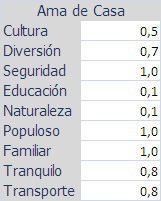 Ama de Casa
Cultura 0,5
Diversión 0,7
Seguridad 1,0
Educación 0,1
Naturaleza 0,1
Populoso 1,0
Familiar 1,0
Tranquilo 0,8
Transporte 0,8